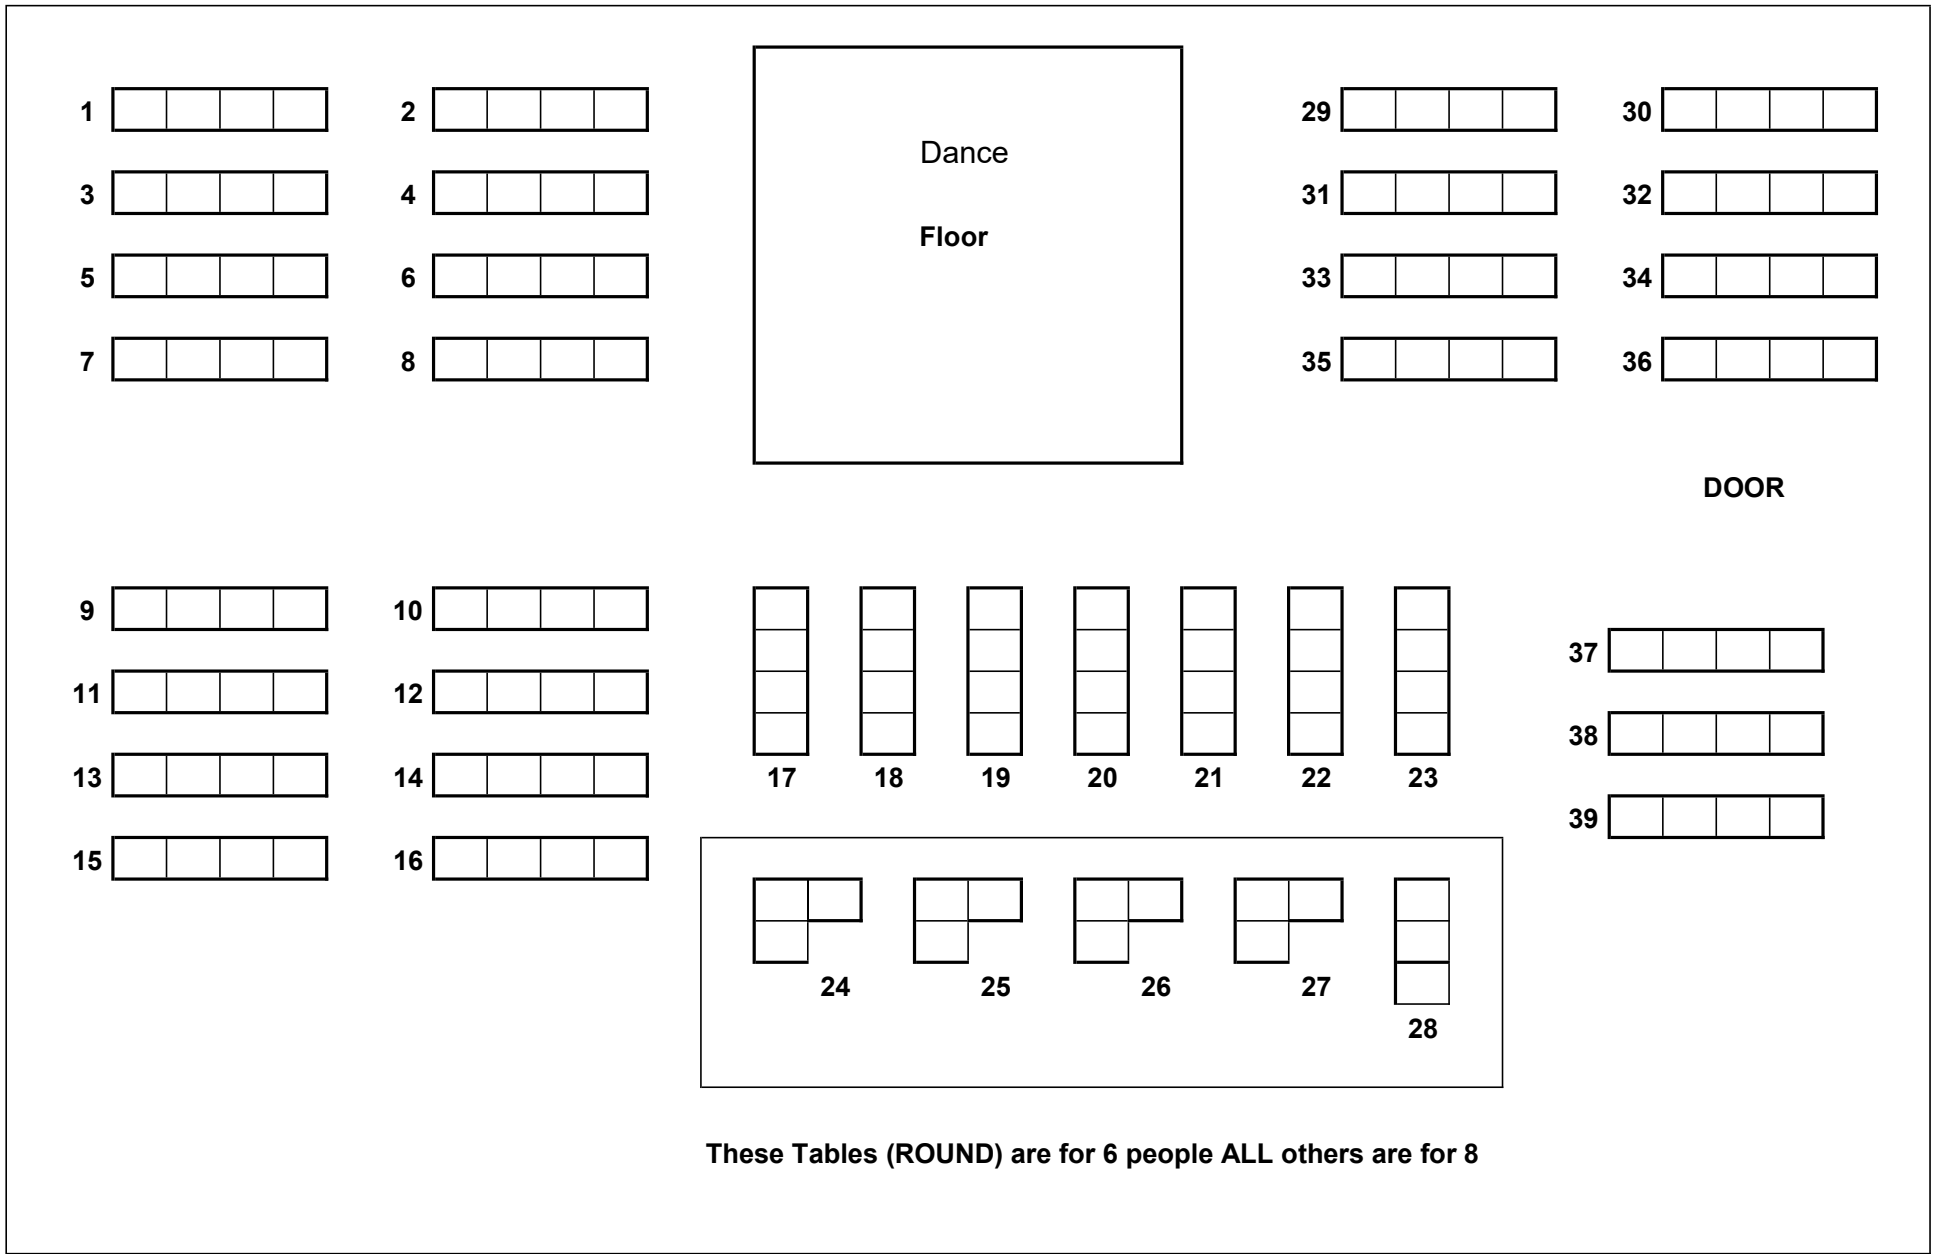 1 2 29 30
Dance
3 4 31 32
Floor
5 6 33 34
7 8 35 36
DOOR
9 10
37
11 12
38
13 14 17 18 19 20 21 22 23
39
15 16
24 25 26 27
28
These Tables (ROUND) are for 6 people ALL others are for 8